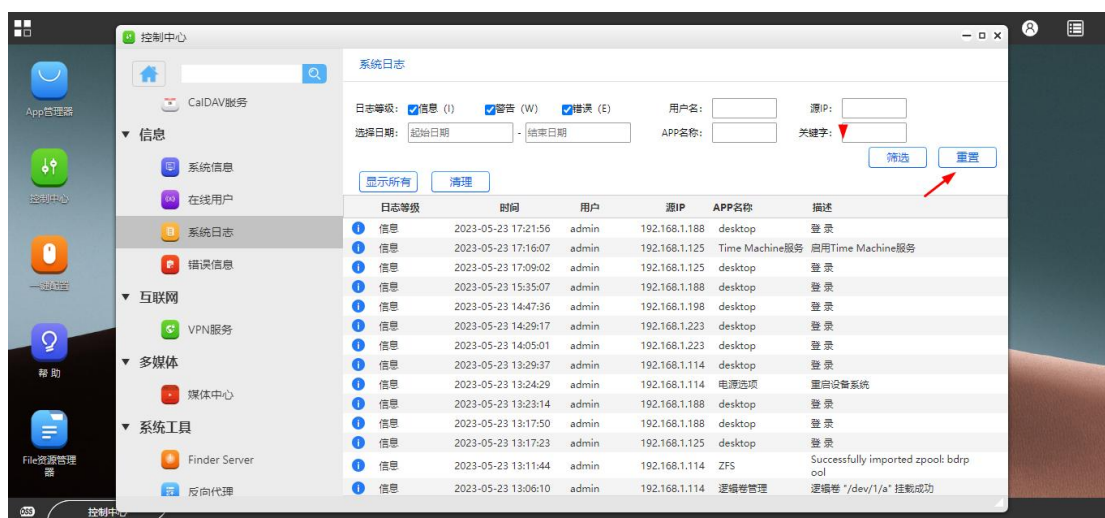 控制中心
App管理器
控制中心
一键配置
帮 助
File资源管理
器
CalDAV服务
信息
系统信息
在线用户
系统日志
错误信息
互联网
VPN服务
多媒体
媒体中心
系统工具
Finder Server
反向代理
系统日志
日志等级: 信息 (I) 警告 (W) 错误 (E) 用户名: 源IP:
选择日期: 起始日期 - 结束日期 APP名称: 关键字:
筛选 重置
显示所有 清理
日志等级 时间 用户 源IP APP名称 描述
信息 2023-05-23 17:21:56 admin 192.168.1.188 desktop 登 录
信息 2023-05-23 17:16:07 admin 192.168.1.125 Time Machine服务 启用Time Machine服务
信息 2023-05-23 17:09:02 admin 192.168.1.125 desktop 登 录
信息 2023-05-23 15:35:07 admin 192.168.1.188 desktop 登 录
信息 2023-05-23 14:47:36 admin 192.168.1.198 desktop 登 录
信息 2023-05-23 14:29:17 admin 192.168.1.223 desktop 登 录
信息 2023-05-23 14:05:01 admin 192.168.1.223 desktop 登 录
信息 2023-05-23 13:29:37 admin 192.168.1.114 desktop 登 录
信息 2023-05-23 13:24:29 admin 192.168.1.114 电源选项 重启设备系统
信息 2023-05-23 13:23:14 admin 192.168.1.188 desktop 登 录
信息 2023-05-23 13:17:50 admin 192.168.1.188 desktop 登 录
信息 2023-05-23 13:17:23 admin 192.168.1.125 desktop 登 录
信息 2023-05-23 13:11:44 admin 192.168.1.114 ZFS Successfully imported zpool: bdrp
ool
信息 2023-05-23 13:06:10 admin 192.168.1.114 逻辑卷管理 逻辑卷 "/dev/1/a" 挂载成功
OSS 控制中心